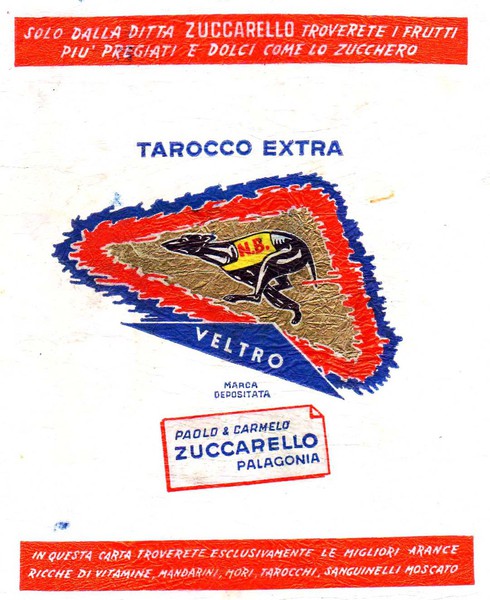 SOLO DALLA DITTA ZUCCARELLO TROVERETE I FRUTTI
PIU' PREGIATI E DOLCI COME LO ZUCCHERO
TAROCCO EXTRA
N.B.
VELTRO
MARCA
DEPOSITATA
PAOLO & CARMELO
ZUCCARELLO
PALAGONIA
IN QUESTA CARTA TROVERETE ESCLUSIVAMENTE LE MIGLIORI ARANCE
RICCHE DI VITAMINE, MANDARINI, MORI, TAROCCHI, SANGUINELLI MOSCATO